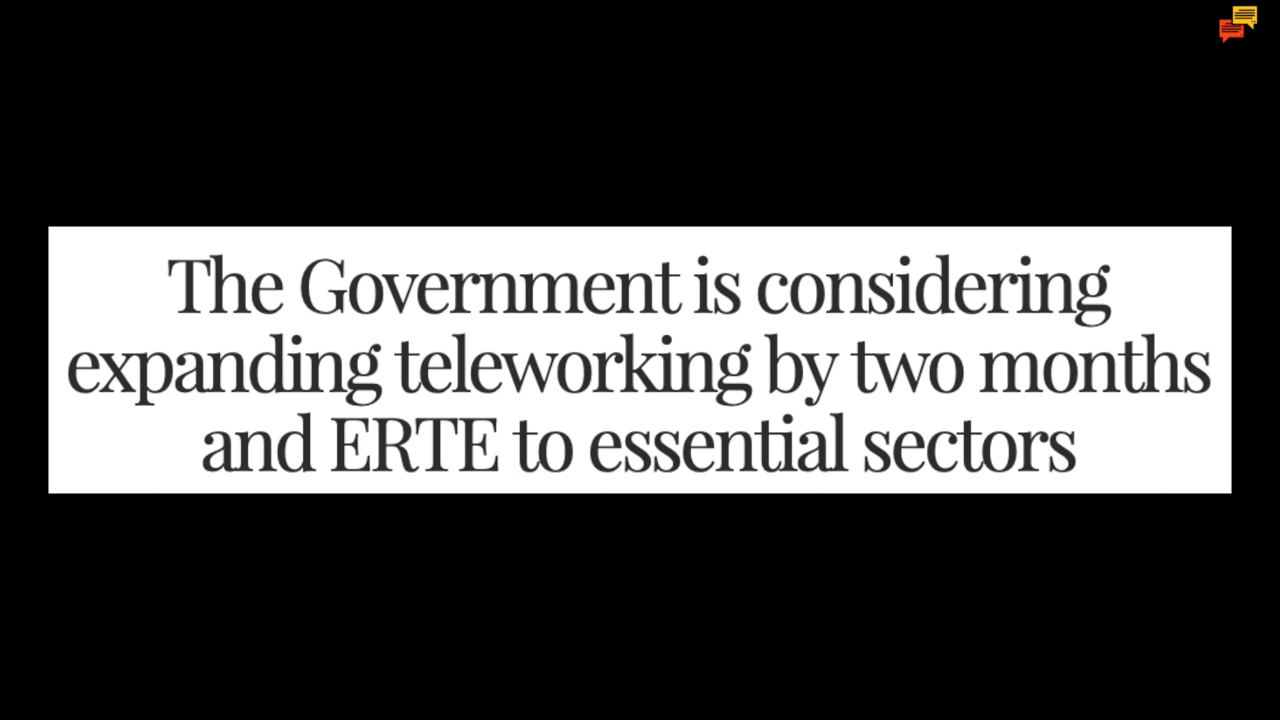 The Government is considering
expanding teleworking by two months
and ERTE to essential sectors